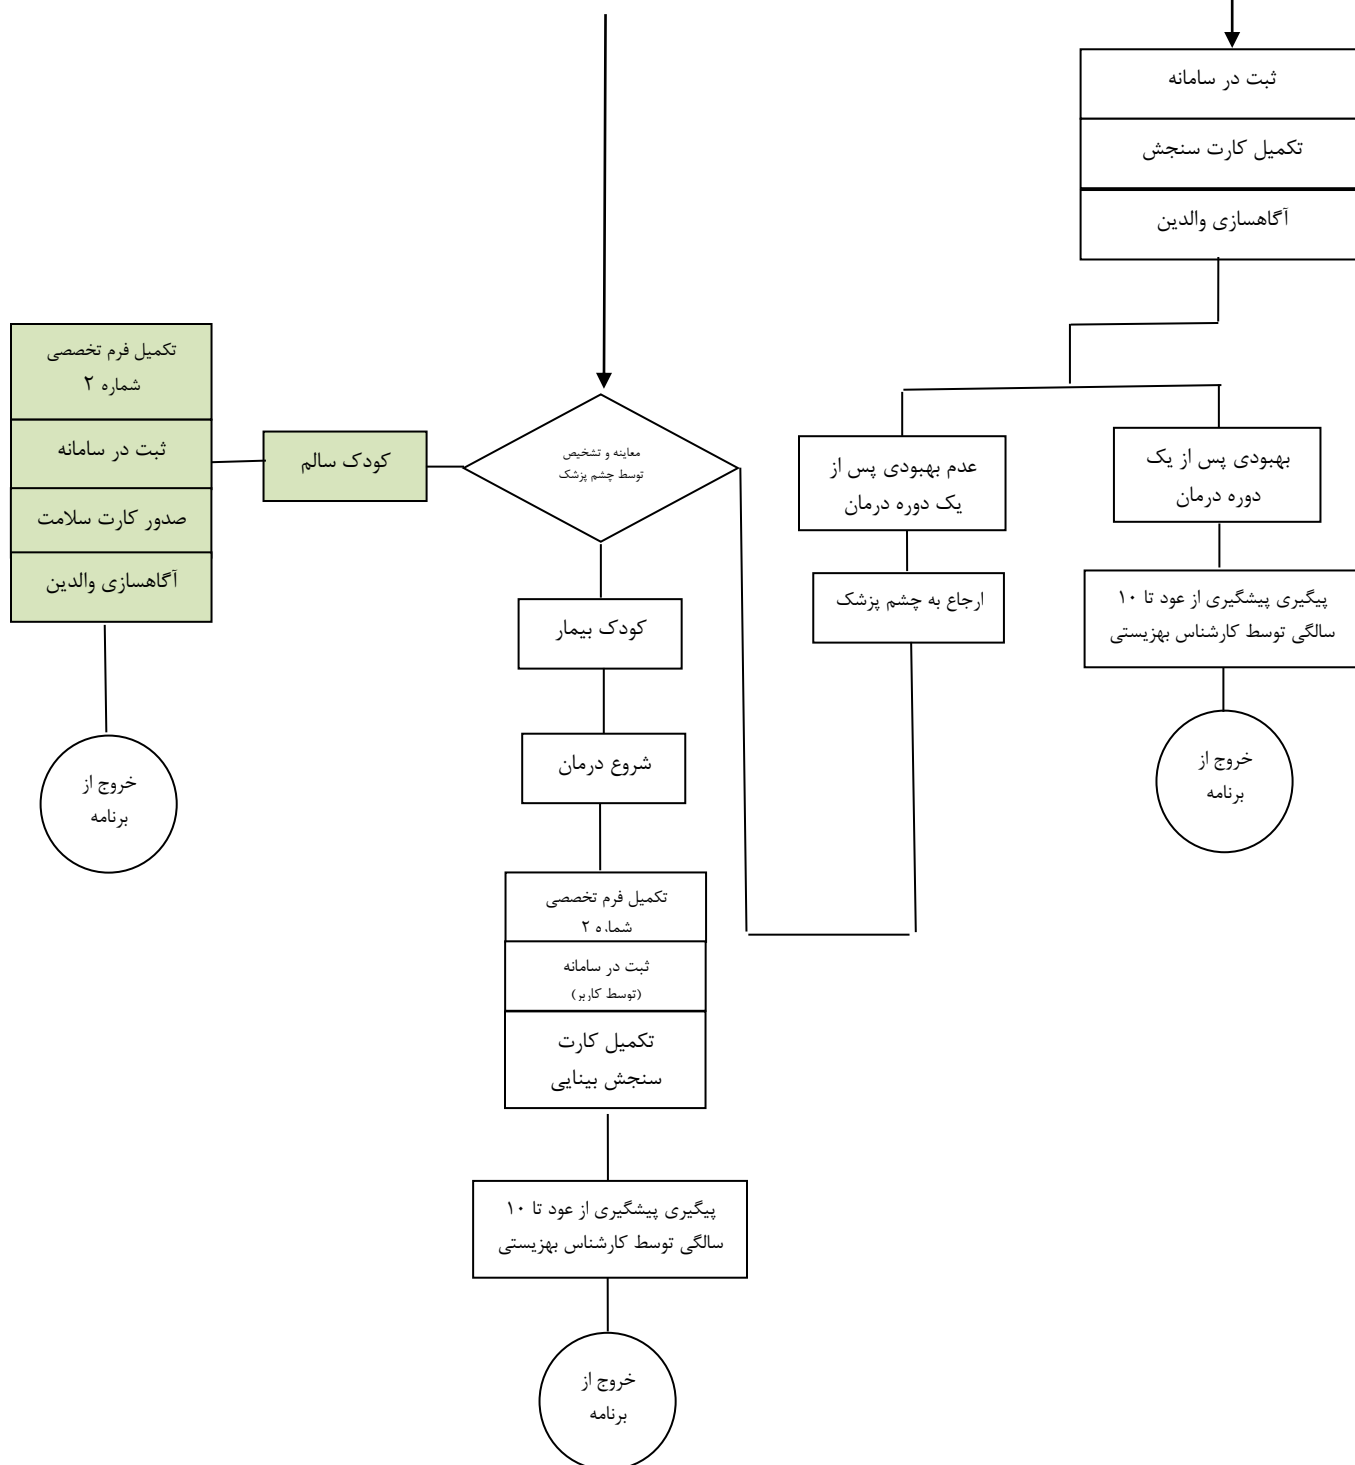 ثبت در سامانه
تکمیل کارت سنجش
آگاهسازی والدین
بهبودی پس از یک
دوره درمان
پیگیری پیشگیری از عود تا ۱۰
سالگی توسط کارشناس بهزیستی
خروج از
برنامه
عدم بهبودی پس از
یک دوره درمان
ارجاع به چشم پزشک
معاینه و تشخیص
توسط چشم پزشک
کودک بیمار
شروع درمان
تکمیل فرم تخصصی
شماره ۲
ثبت در سامانه
(توسط کاربر)
تکمیل کارت
سنجش بینایی
پیگیری پیشگیری از عود تا ۱۰
سالگی توسط کارشناس بهزیستی
خروج از
برنامه
کودک سالم
تکمیل فرم تخصصی
شماره ۲
ثبت در سامانه
صدور کارت سلامت
آگاهسازی والدین
خروج از
برنامه